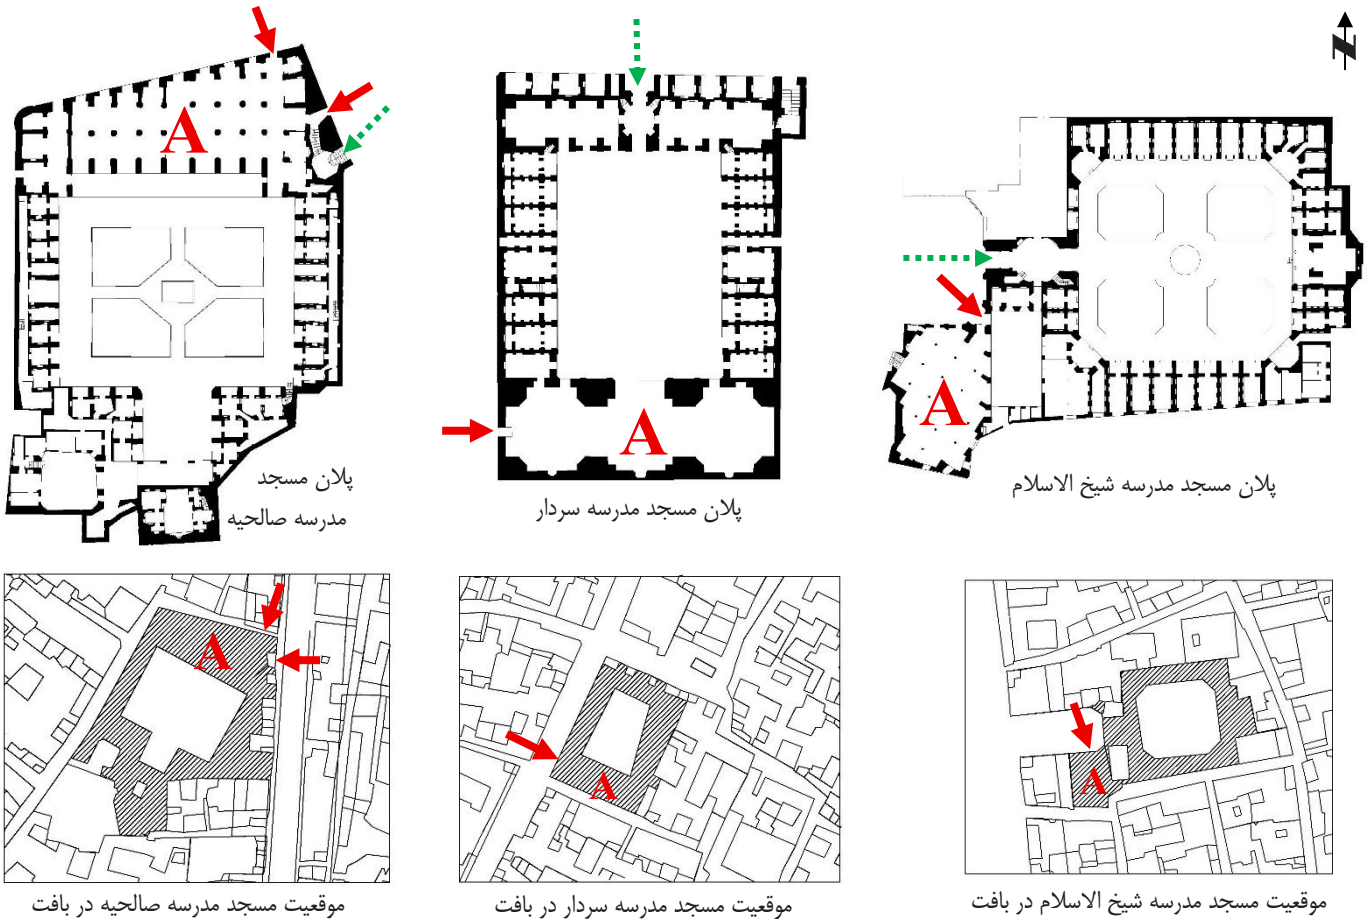 A
A
A
پلان مسجد
مدرسه صالحیه
پلان مسجد مدرسه سردار
پلان مسجد مدرسه شیخ الاسلام
A
A
A
موقعیت مسجد مدرسه صالحیه در بافت
موقعیت مسجد مدرسه سردار در بافت
موقعیت مسجد مدرسه شیخ الاسلام در بافت